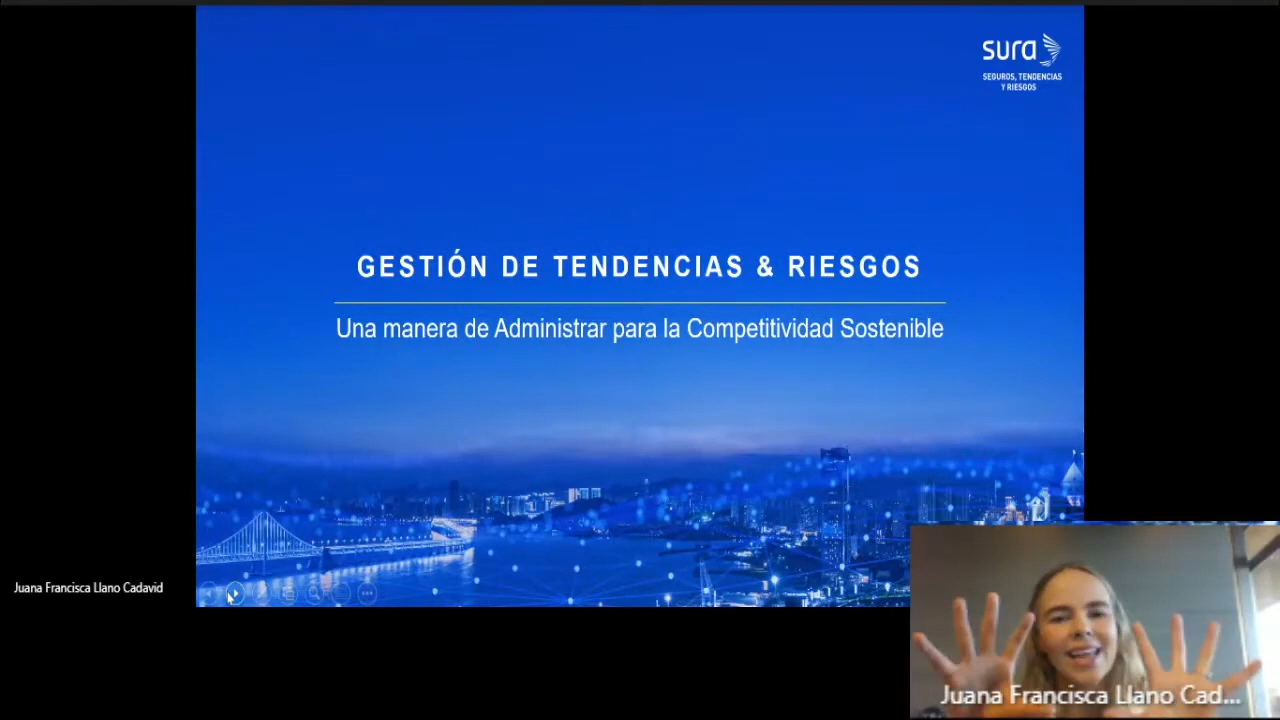 sura
SEGUROS, TENDENCIAS
Y RIESGOS
GESTIÓN DE TENDENCIAS & RIESGOS
Una manera de Administrar para la Competitividad Sostenible
Juana Francisca Llano Cadavid
Juana Francisca Llano Cad...